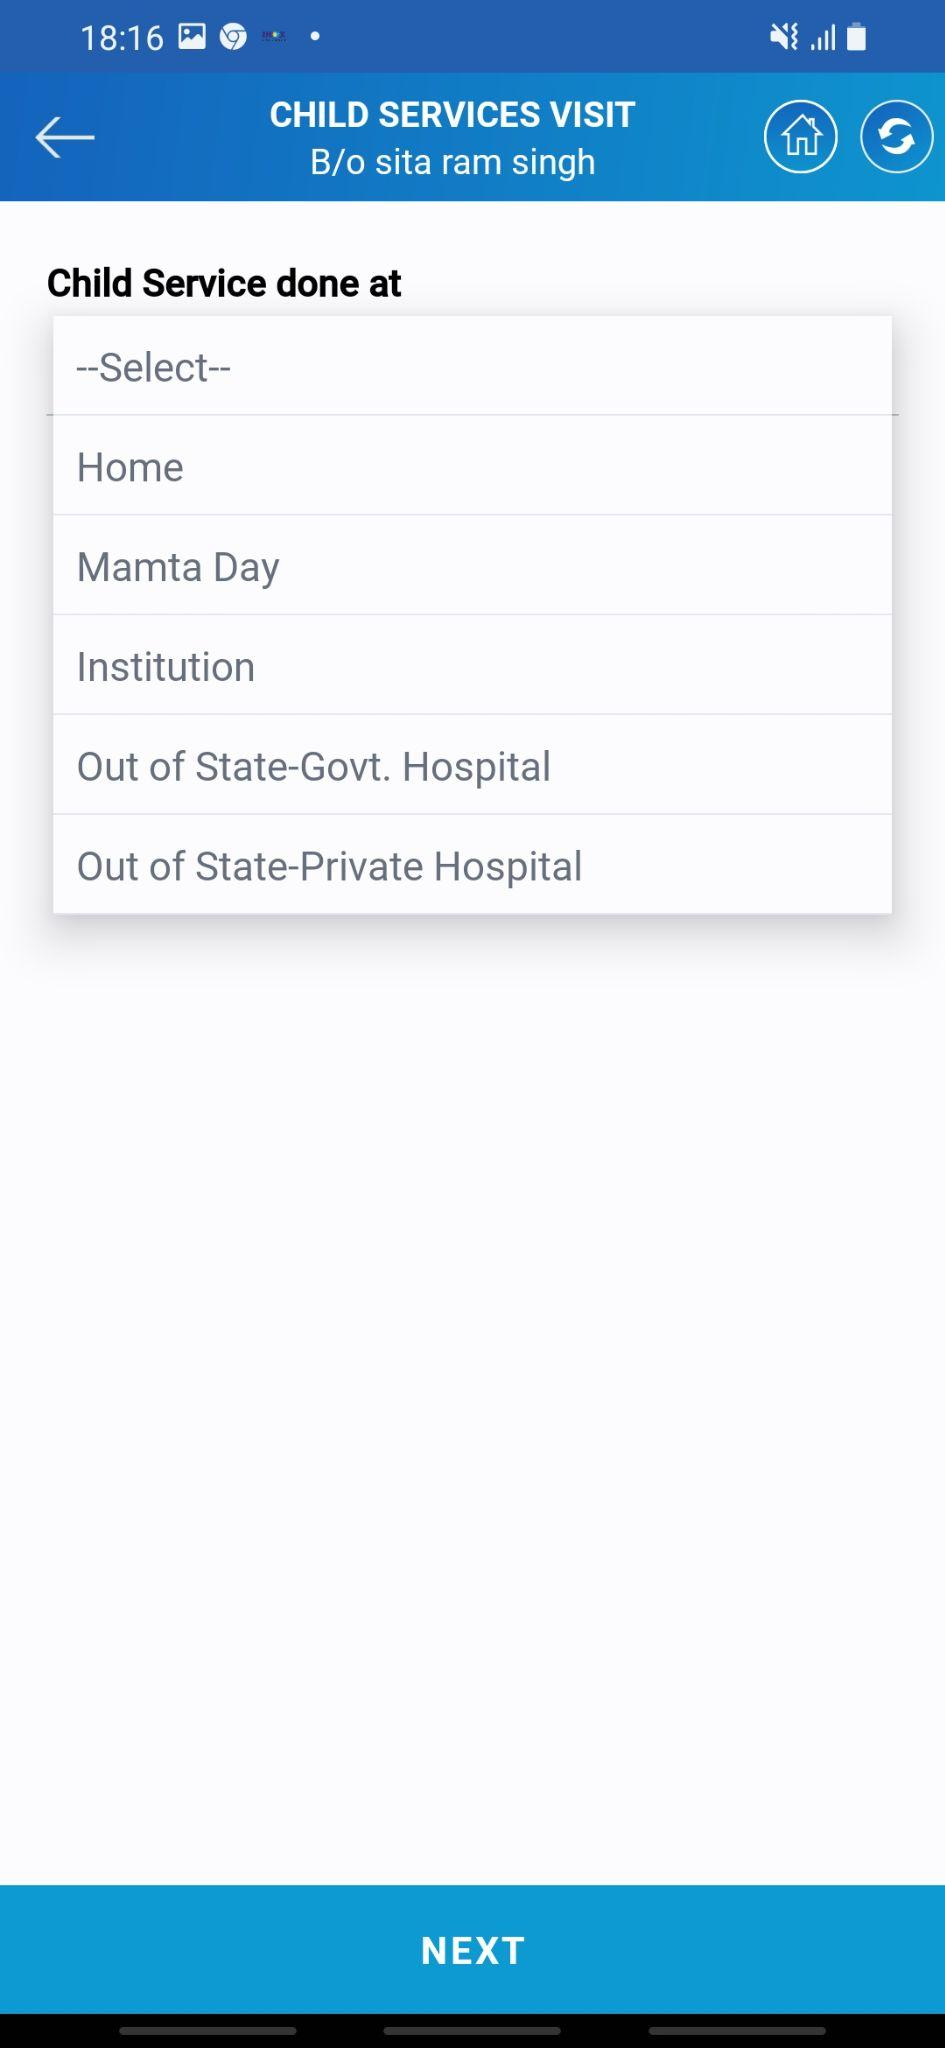 18:16
CHILD SERVICES VISIT
B/o sita ram singh
Child Service done at
--Select--
Home
Mamta Day
Institution
Out of State-Govt. Hospital
Out of State-Private Hospital
NEXT